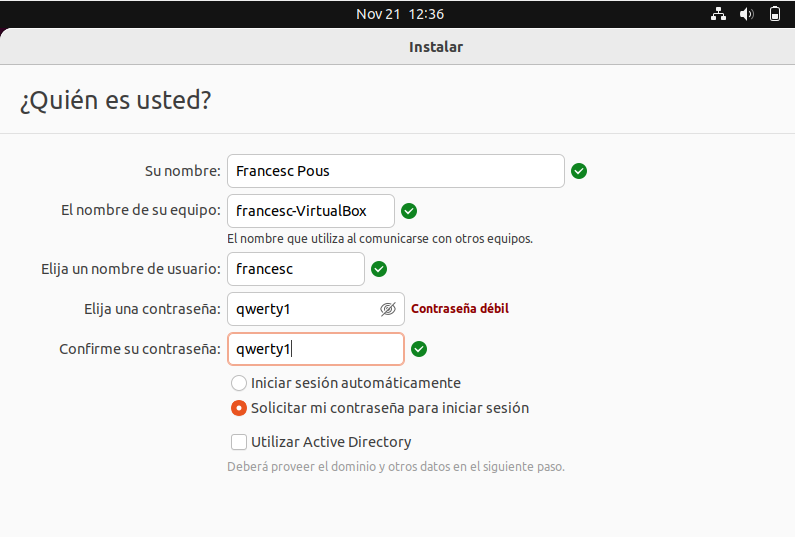 Nov 21 12:36
Instalar
¿Quién es usted?
Su nombre: Francesc Pous
El nombre de su equipo: francesc-VirtualBox
El nombre que utiliza al comunicarse con otros equipos.
Elija un nombre de usuario: francesc
Elija una contraseña: qwerty1 Contraseña débil
Confirme su contraseña: qwerty1
Iniciar sesión automáticamente
Solicitar mi contraseña para iniciar sesión
Utilizar Active Directory
Deberá proveer el dominio y otros datos en el siguiente paso.